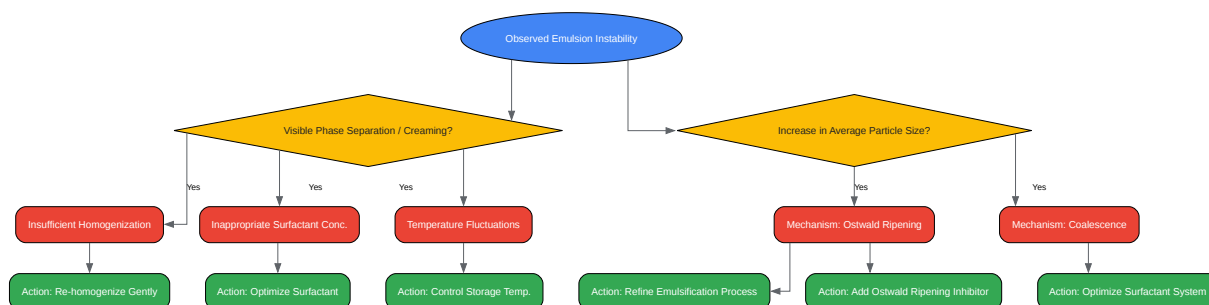 Observed Emulsion Instability
Visible Phase Separation / Creaming?
Increase in Average Particle Size?
Yes
Yes
Yes
Yes
Yes
Insufficient Homogenization
Inappropriate Surfactant Conc.
Temperature Fluctuations
Mechanism: Ostwald Ripening
Mechanism: Coalescence
Action: Re-homogenize Gently
Action: Optimize Surfactant
Action: Control Storage Temp.
Action: Refine Emulsification Process
Action: Add Ostwald Ripening Inhibitor
Action: Optimize Surfactant System